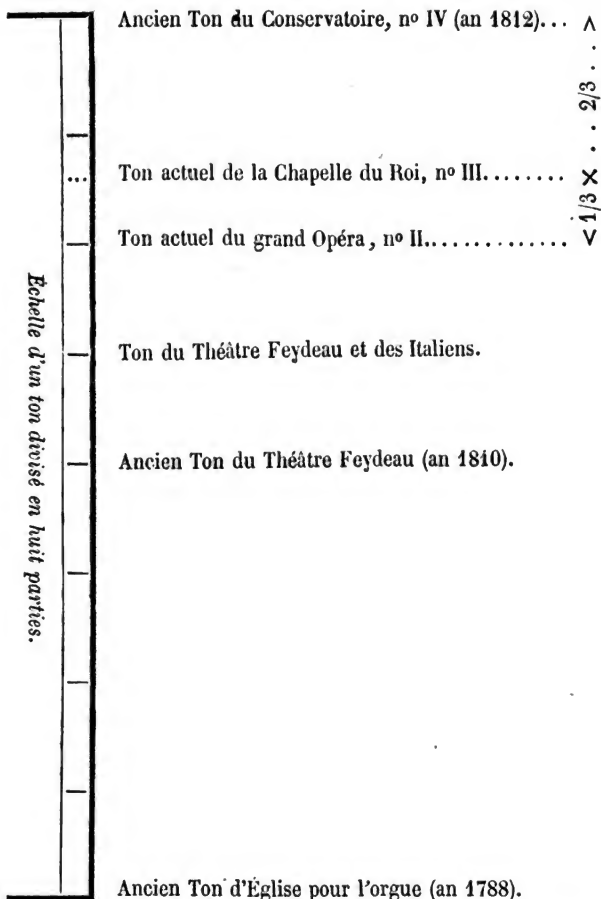 Ancien Ton du Conservatoire, nº IV (an 1812)... <
2/3 . . .
Ton actuel de la Chapelle du Roi, nº III........ ×
1/3
Ton actuel du grand Opéra, nº II.............. <
Ton du Théâtre Feydeau et des Italiens.
Ancien Ton du Théâtre Feydeau (an 1810).
Échelle d'un ton divisé en huit parties.
Ancien Ton d'Église pour l'orgue (an 1788).